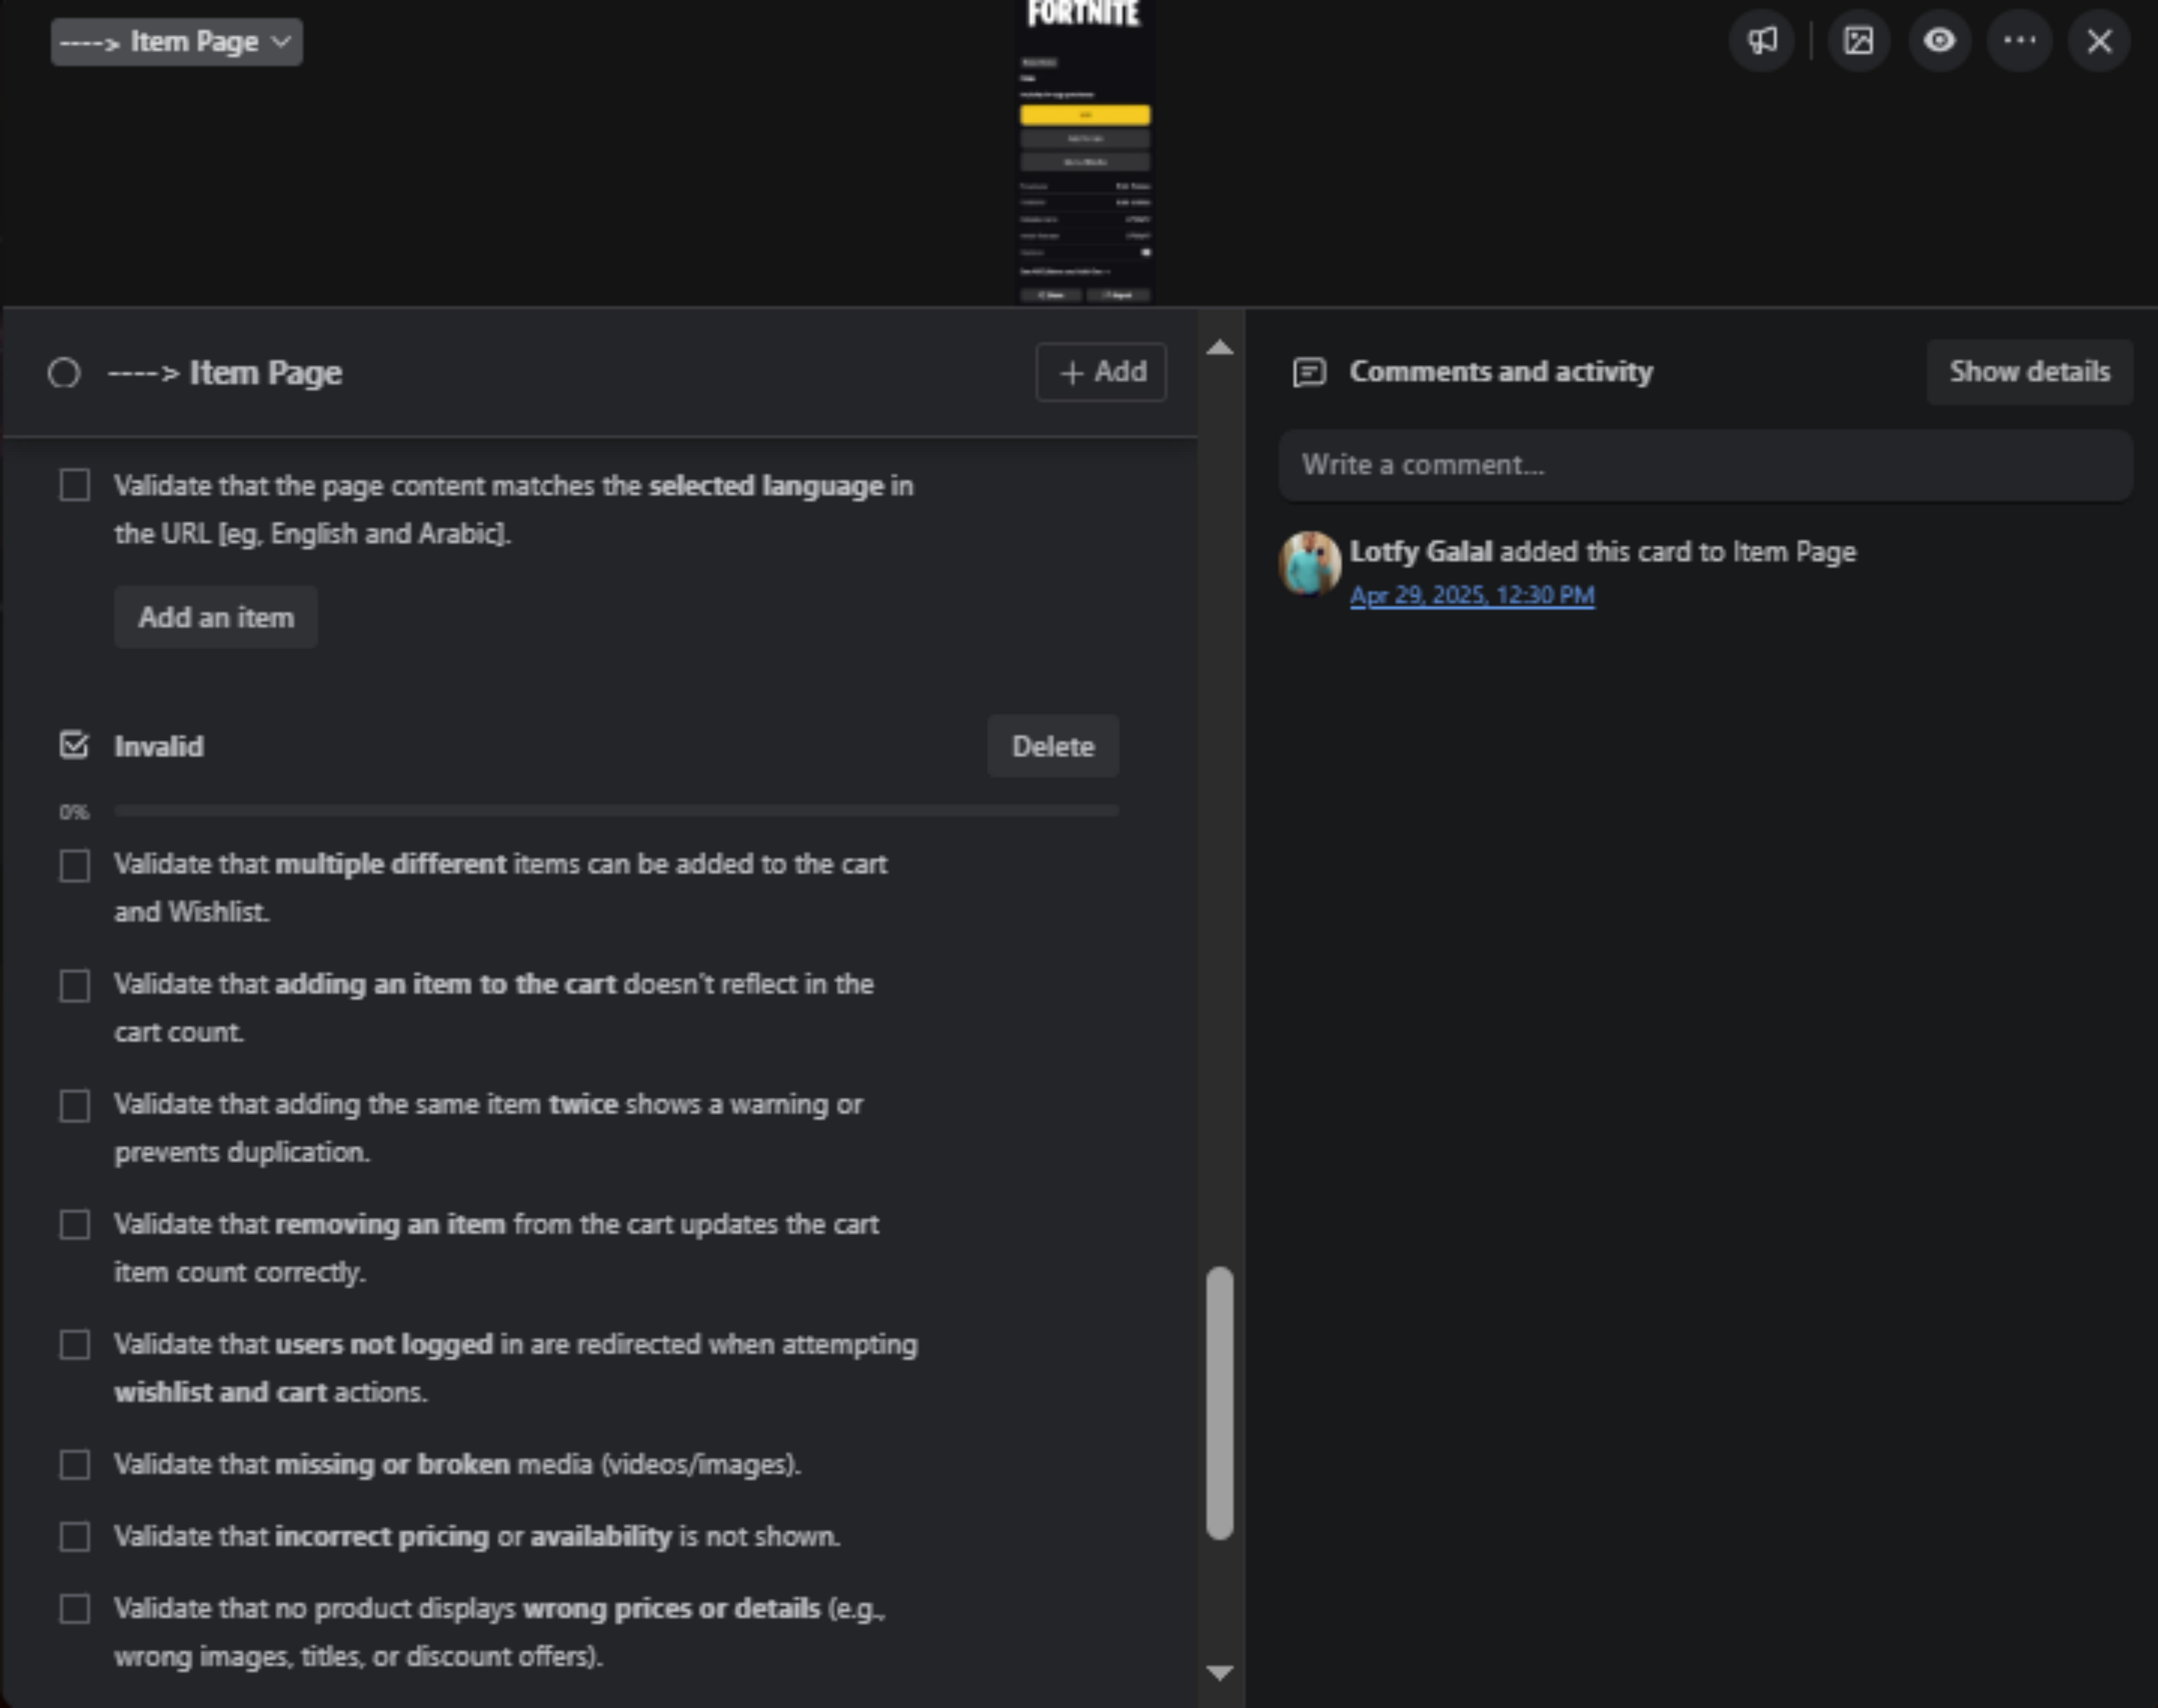 ----> Item Page
FORTNITE
----> Item Page
+ Add
Validate that the page content matches the selected language in
the URL [eg, English and Arabic].
Add an item
Invalid
Delete
0%
Validate that multiple different items can be added to the cart
and Wishlist.
Validate that adding an item to the cart doesn't reflect in the
cart count.
Validate that adding the same item twice shows a warning or
prevents duplication.
Validate that removing an item from the cart updates the cart
item count correctly.
Validate that users not logged in are redirected when attempting
wishlist and cart actions.
Validate that missing or broken media (videos/images).
Validate that incorrect pricing or availability is not shown.
Validate that no product displays wrong prices or details (e.g.,
wrong images, titles, or discount offers).
Comments and activity
Show details
Write a comment...
Lotfy Galal added this card to Item Page
Apr 29, 2025, 12:30 PM